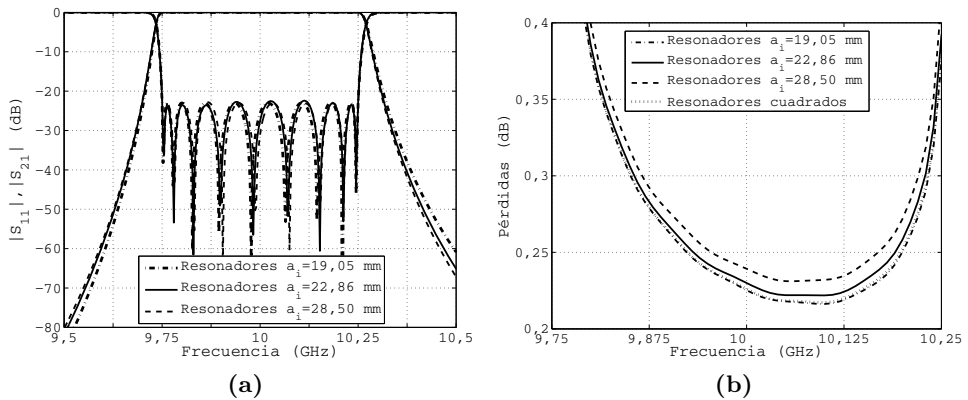 0
−10
−20
−30
−40
−50
−60
−70
−80
|S11|,|S21| (dB)
Resonadores ai=19,05 mm
Resonadores ai=22,86 mm
Resonadores ai=28,50 mm
9,5
9,75
10
10,25
10,5
Frecuencia (GHz)
(a)
0,4
0,35
0,3
0,25
0,2
Pérdidas (dB)
Resonadores ai=19,05 mm
Resonadores ai=22,86 mm
Resonadores ai=28,50 mm
Resonadores cuadrados
9,75
9,875
10
10,125
10,25
Frecuencia (GHz)
(b)